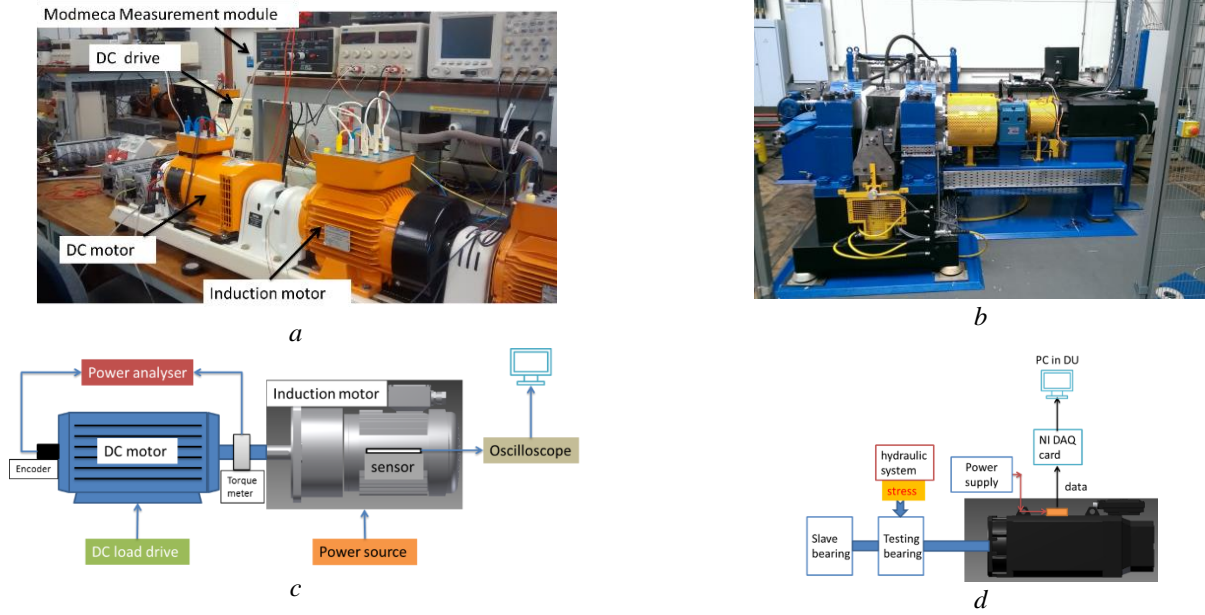 Modmeca Measurement module
DC drive
DC motor
Induction motor
a
b
Power analyser
Induction motor
DC motor
sensor
Oscilloscope
Encoder
Torque
meter
DC load drive
Power source
c
PC in DU
NI DAQ
card
hydraulic
system
Power
supply
stress
data
Slave
bearing
Testing
bearing
d